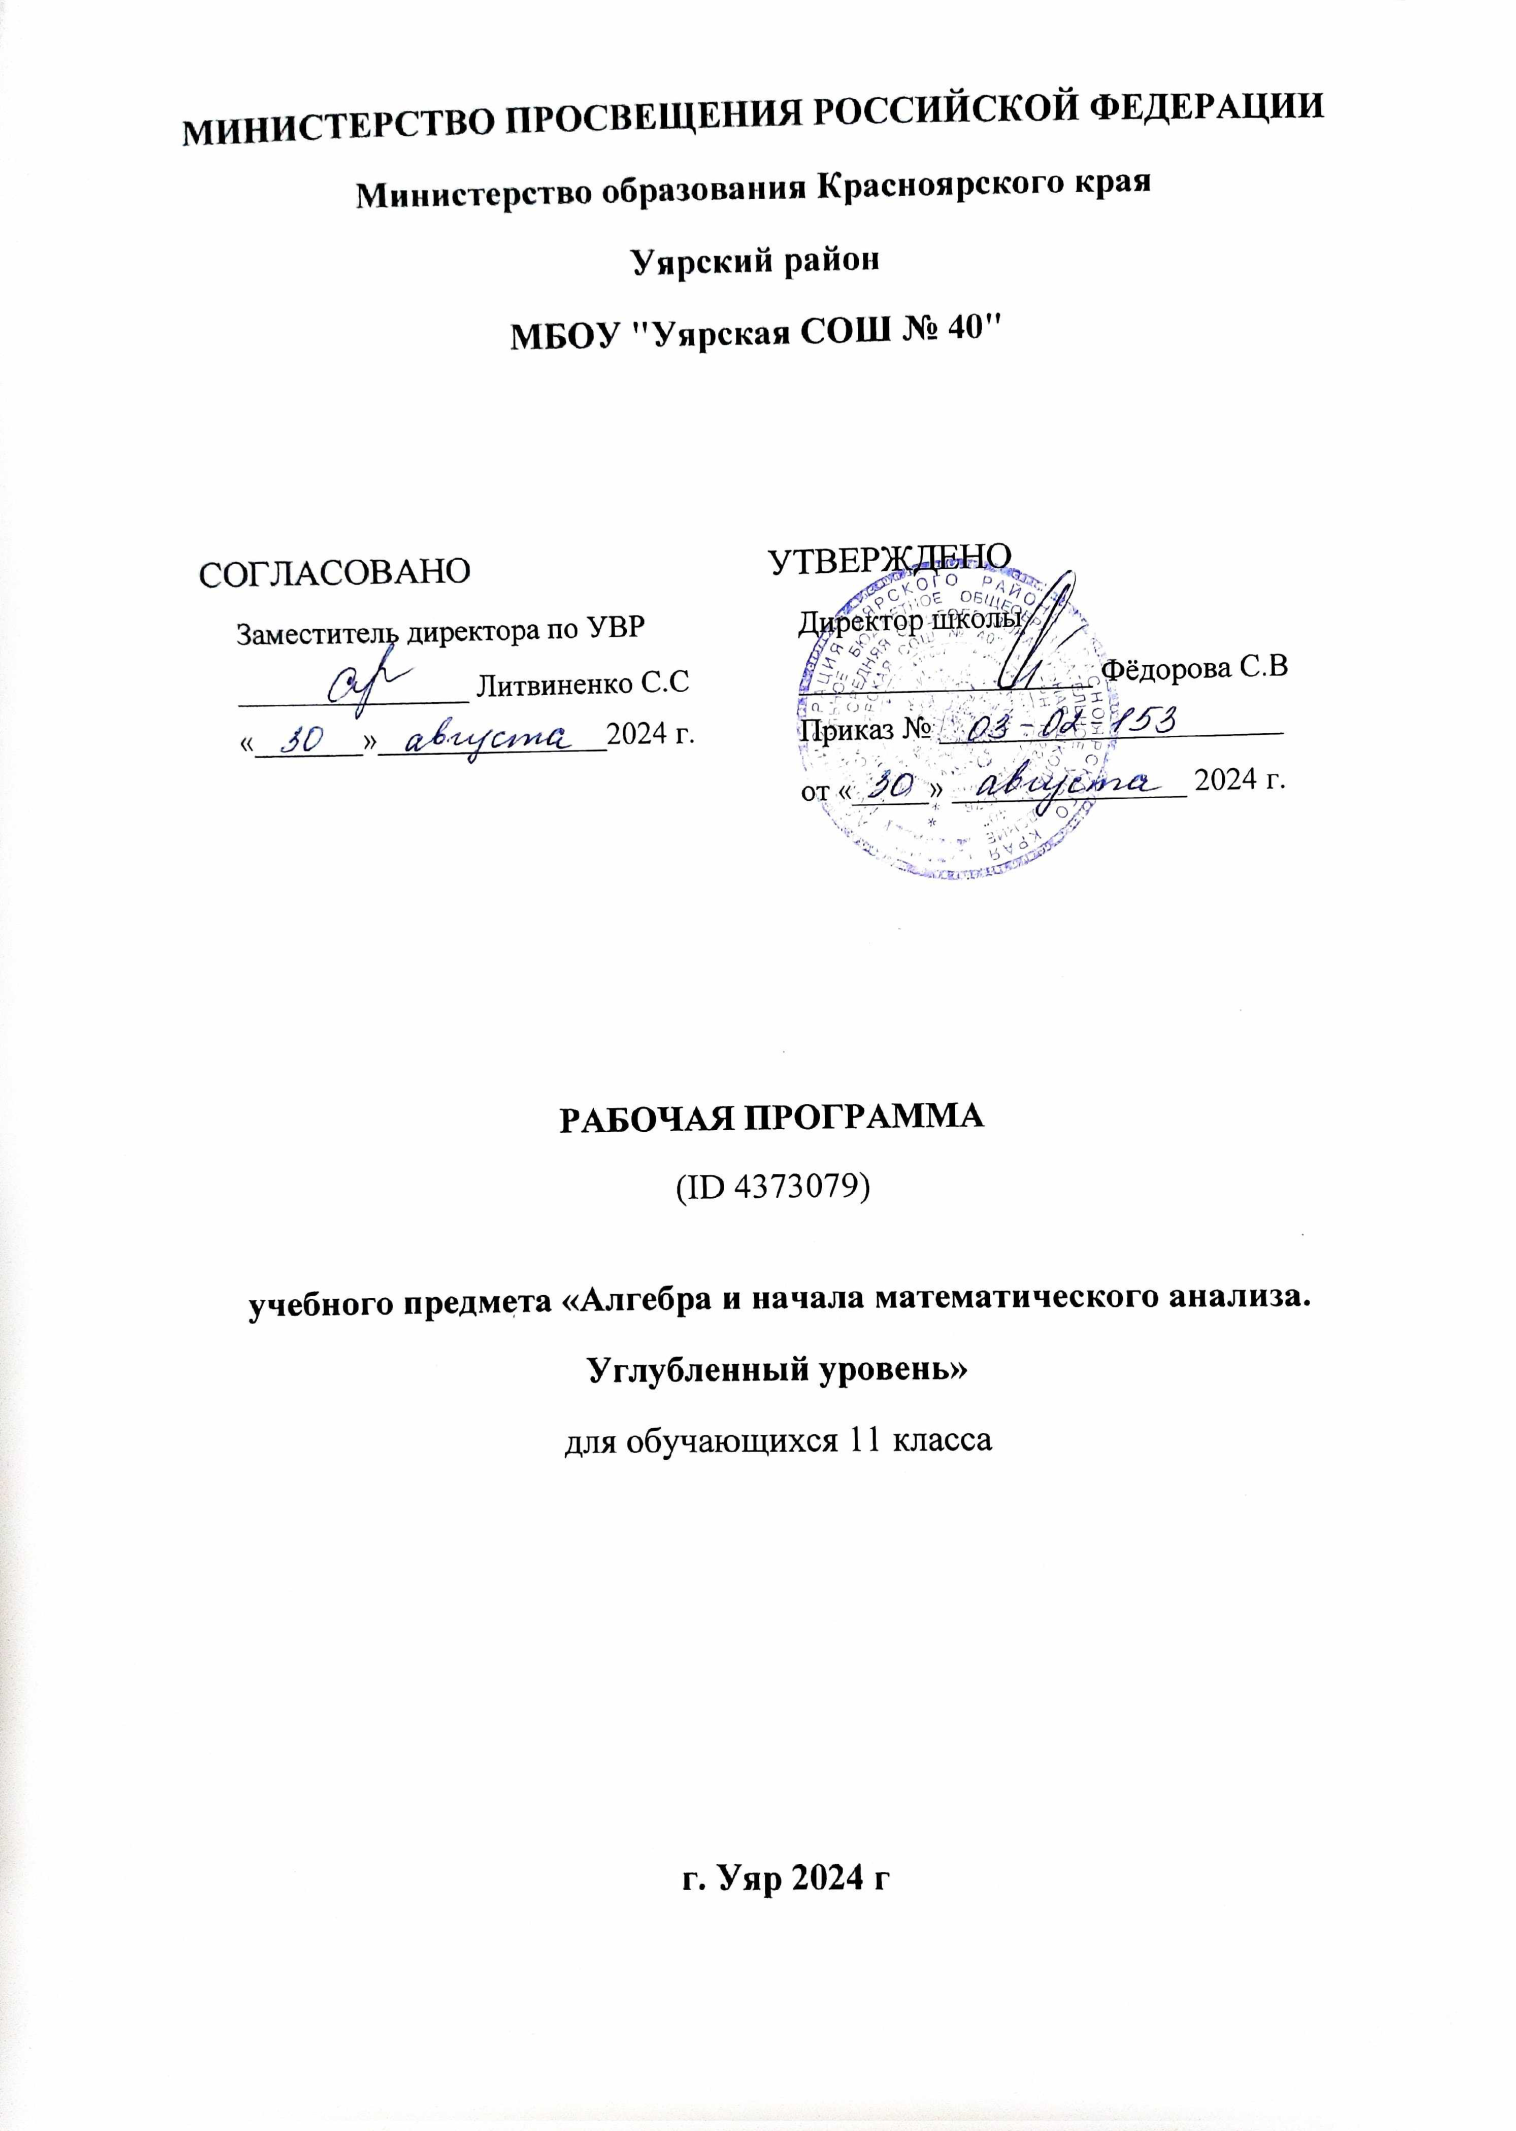 МИНИСТЕРСТВО ПРОСВЕЩЕНИЯ РОССИЙСКОЙ ФЕДЕРАЦИИ
Министерство образования Красноярского края
Уярский район
МБОУ "Уярская СОШ № 40"
СОГЛАСОВАНО
Заместитель директора по УВР
Литвиненко С.С
«30» августа 2024 г.
УТВЕРЖДЕНО
Директор школы
Фёдорова С.В
Приказ № 03-02-153
от «30» августа 2024 г.
РАБОЧАЯ ПРОГРАММА
(ID 4373079)
учебного предмета «Алгебра и начала математического анализа.
Углубленный уровень»
для обучающихся 11 класса
г. Уяр 2024 г